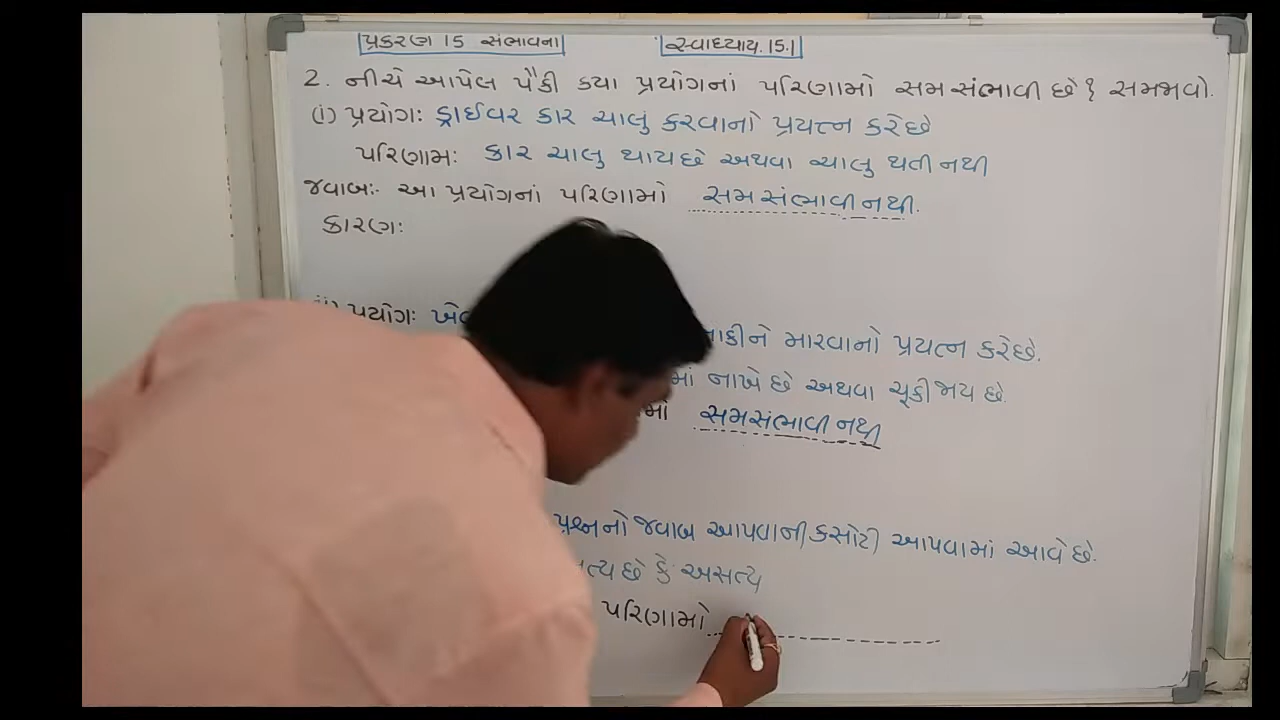 પ્રકરણ 15 સંભાવના
સ્વાધ્યાય.15.1
2. નીચે આપેલ પૈકી કયા પ્રયોગનાં પરિણામો સમસંભાવી છે? સમજાવો.
(i) પ્રયોગ: ડ્રાઈવર કાર ચાલું કરવાનો પ્રયત્ન કરેછે
પરિણામ: કાર ચાલુ થાયછે અથવા ચાલુ થતી નથી
જવાબ:- આ પ્રયોગનાં પરિણામો સમસંભાવી નથી.
કારણ:
પ્રયોગ: મારવાનો પ્રયત્ન કરેછે.
નાખે છે અથવા ચૂકીજાય છે.
સમસંભાવી નથી
પ્રશ્નનો જવાબ આપવાની કસોટી આપવામાં આવે છે.
છે કે અસત્ય
પરિણામો